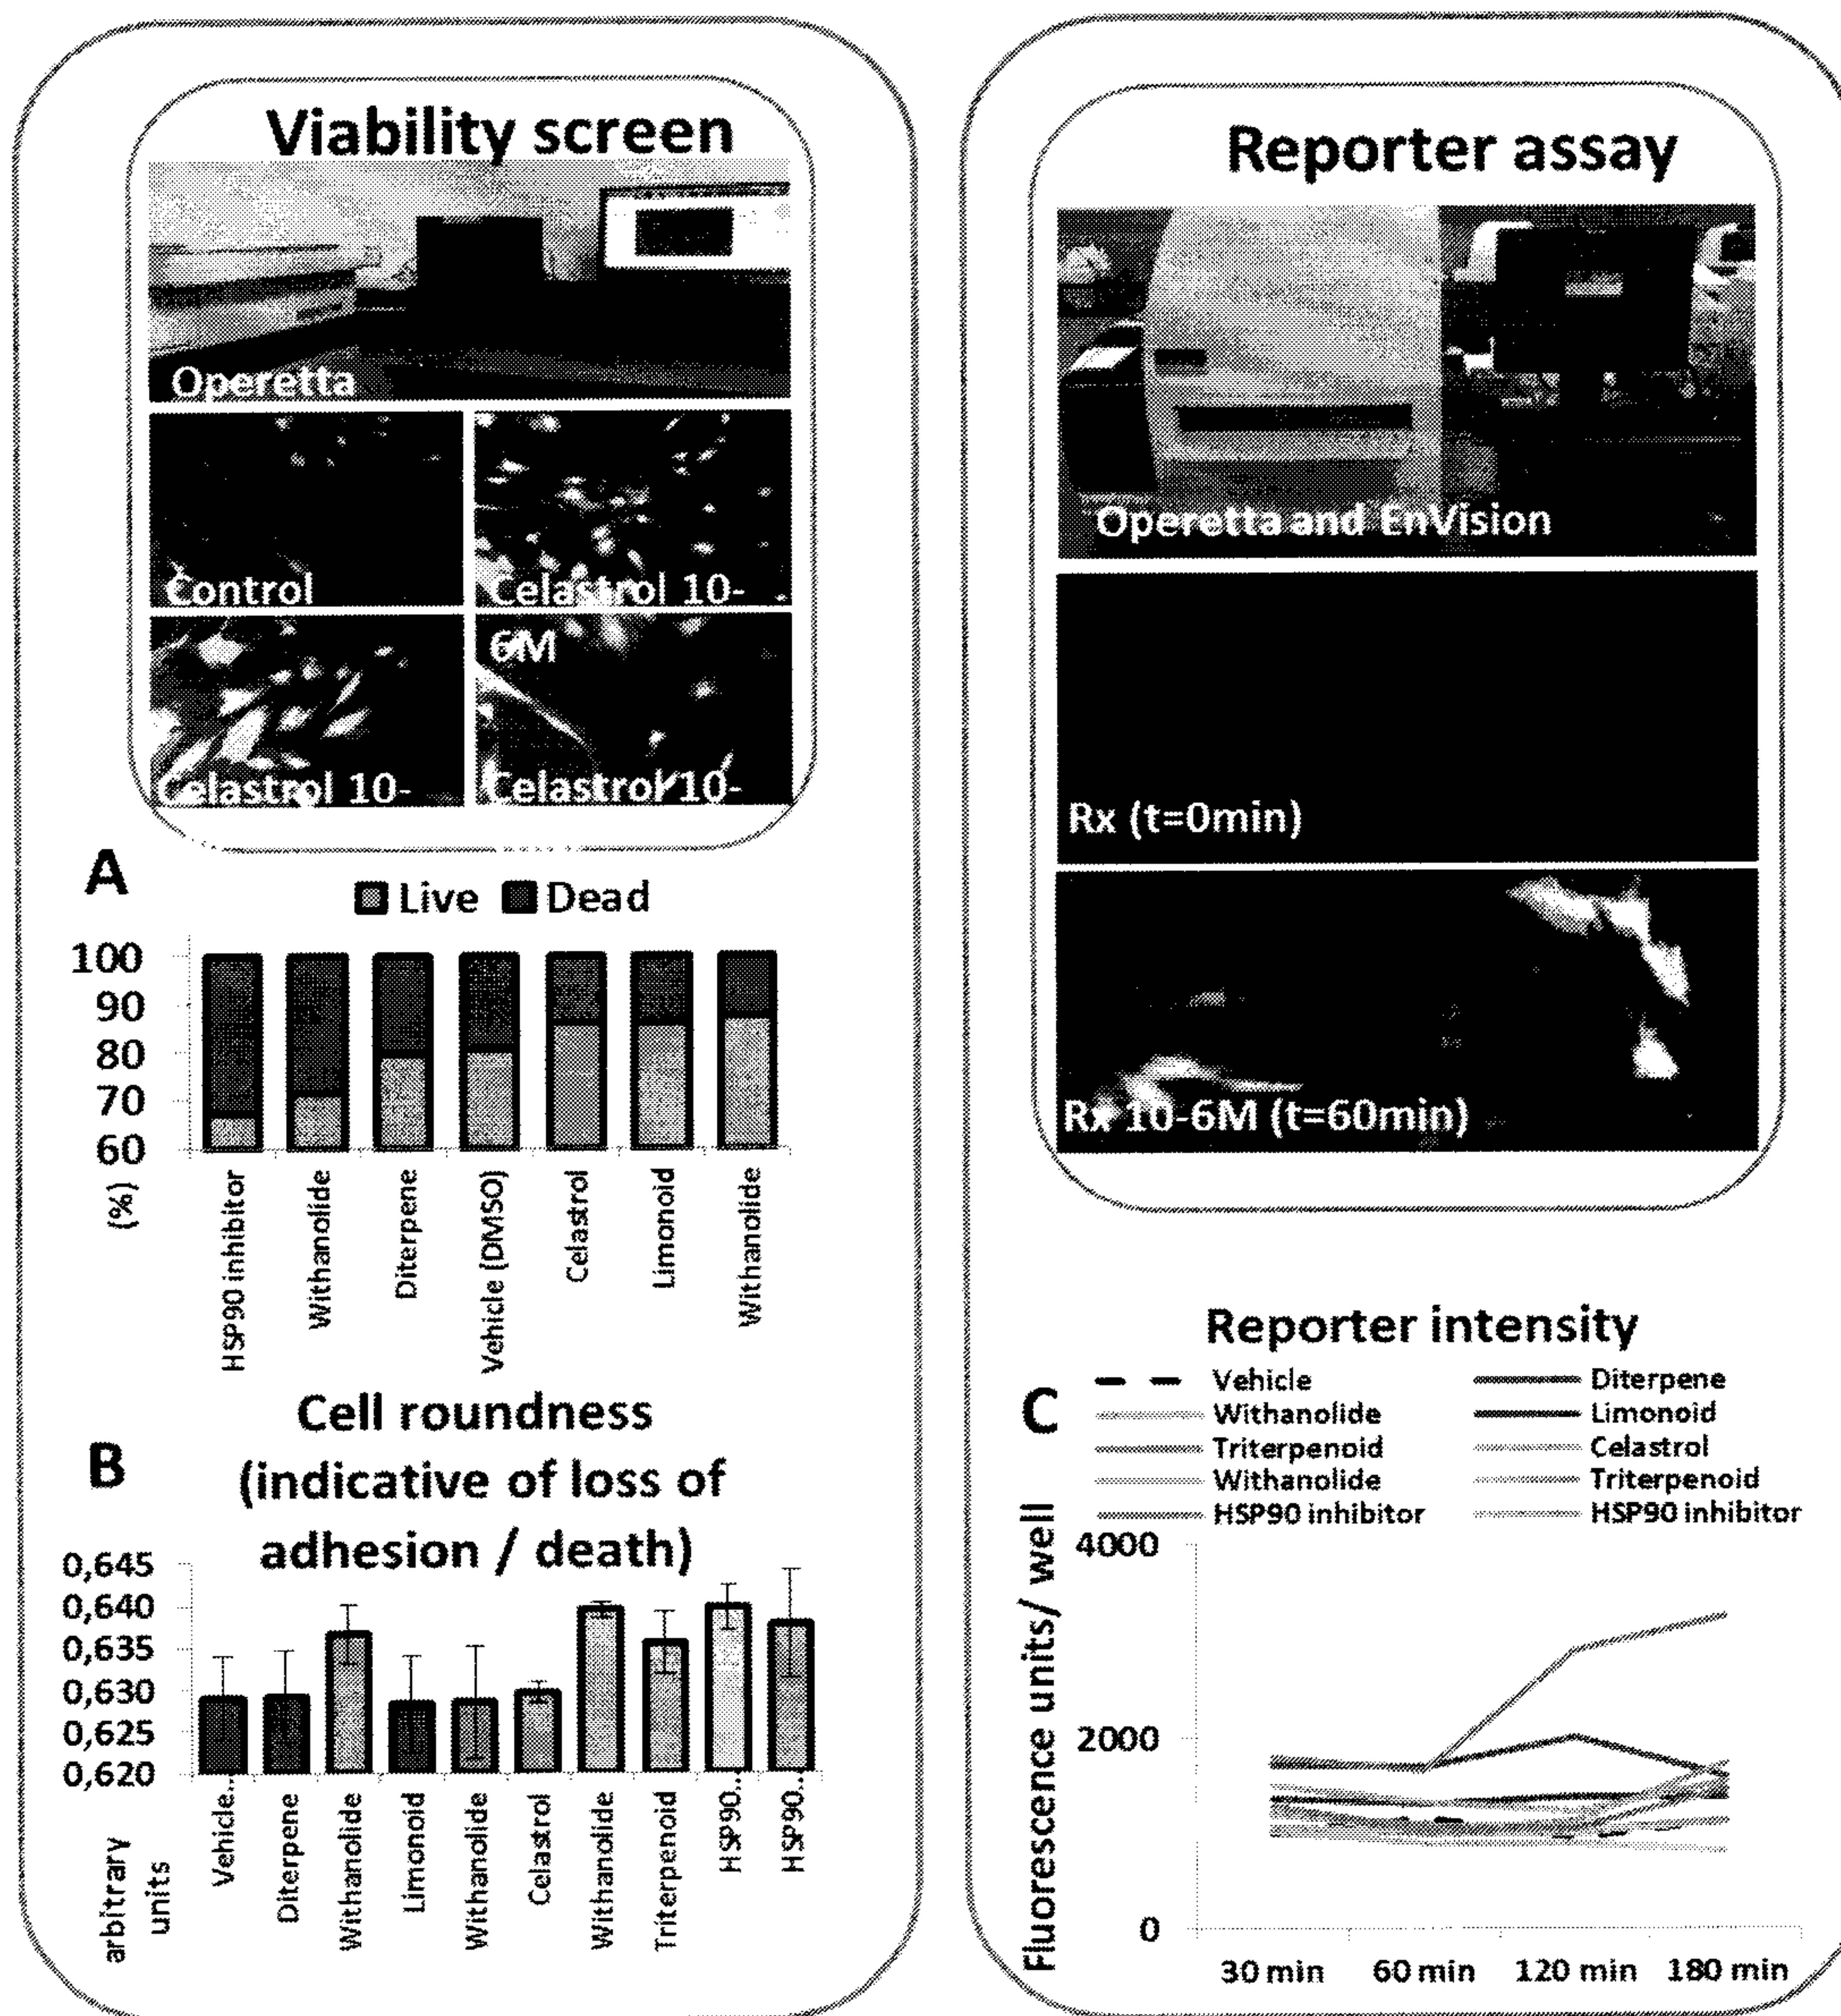 Viability screen
Operetta
Control
Celastrol 10-
6M
Celastrol 10-
Celastrol 10-
A
Live Dead
100
90
80
70
60
(%)
HSP90 inhibitor
Withanolide
Diterpene
Vehicle (DMSO)
Celastrol
Limonoid
Withanolide
B
Cell roundness
(indicative of loss of
adhesion / death)
0,645
0,640
0,635
0,630
0,625
0,620
arbitrary
units
Vehicle...
Diterpene
Withanolide
Limonoid
Withanolide
Celastrol
Withanolide
Triterpenoid
HSP90...
HSP90...
Reporter assay
Operetta and EnVision
Rx (t=0min)
Rx 10-6M (t=60min)
C
Reporter intensity
Vehicle Diterpene
Withanolide Limonoid
Triterpenoid Celastrol
Withanolide Triterpenoid
HSP90 inhibitor HSP90 inhibitor
Fluorescence units/ well
4000
2000
0
30 min 60 min 120 min 180 min